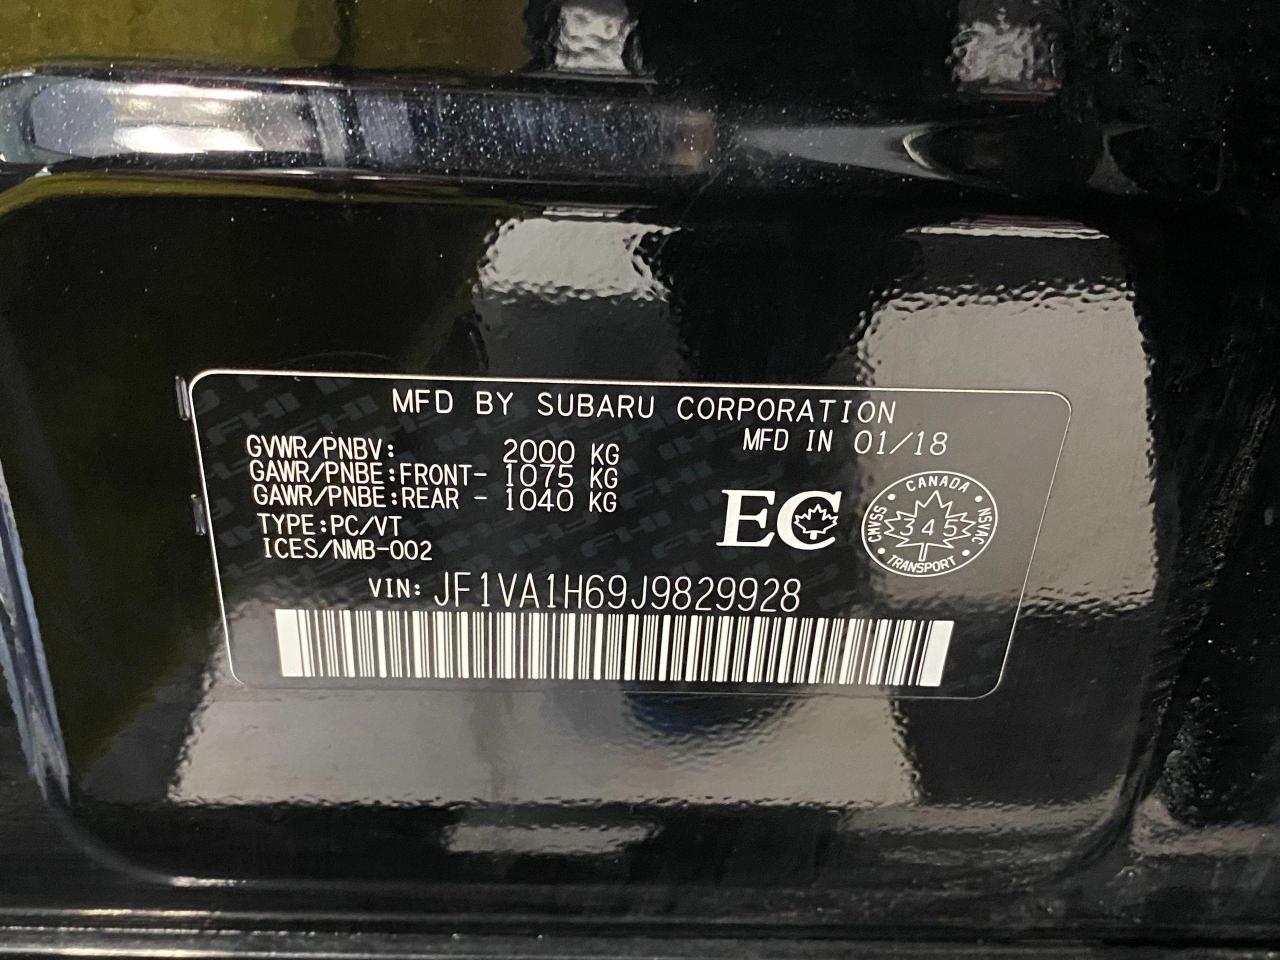 MFD BY SUBARU CORPORATION
GVWR/PNBV: 2000 KG
MFD IN 01/18
GAWR/PNBE:FRONT- 1075 KG
GAWR/PNBE:REAR - 1040 KG
TYPE:PC/VT
ICES/NMB-002
EC
CANADA
CMVSS 345 NSVAC
TRANSPORT
VIN: JF1VA1H69J9829928